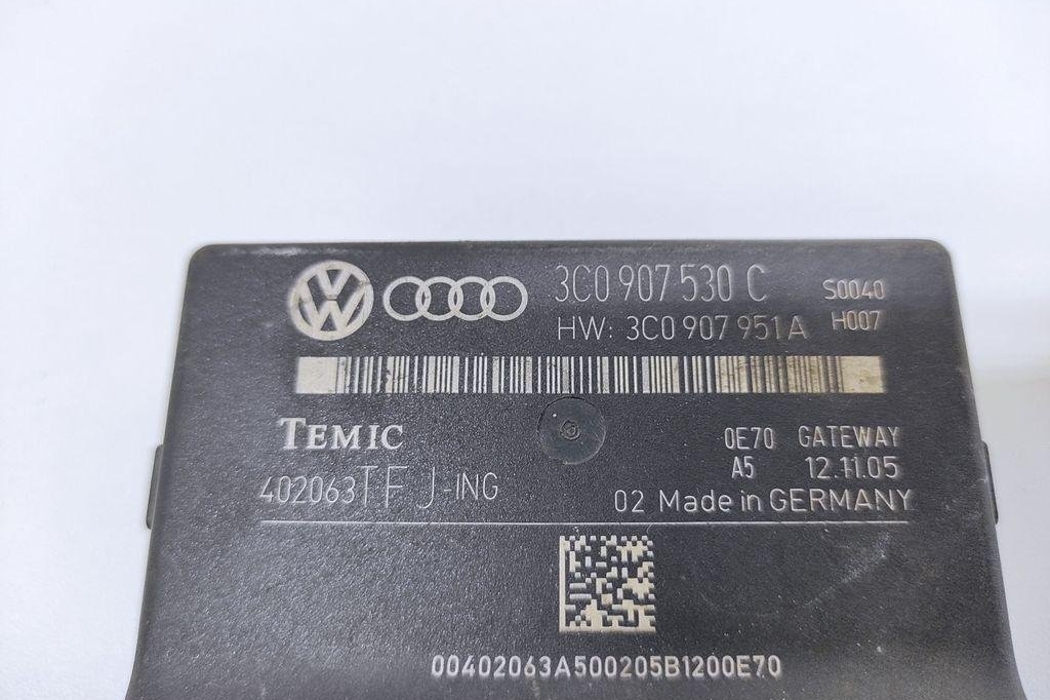 3C0 907 530 C S0040
HW: 3C0 907 951 A H007
TEMIC 0E70 GATEWAY
A5 12.11.05
402063TFJ-ING
02 Made in GERMANY
00402063A500205B1200E70